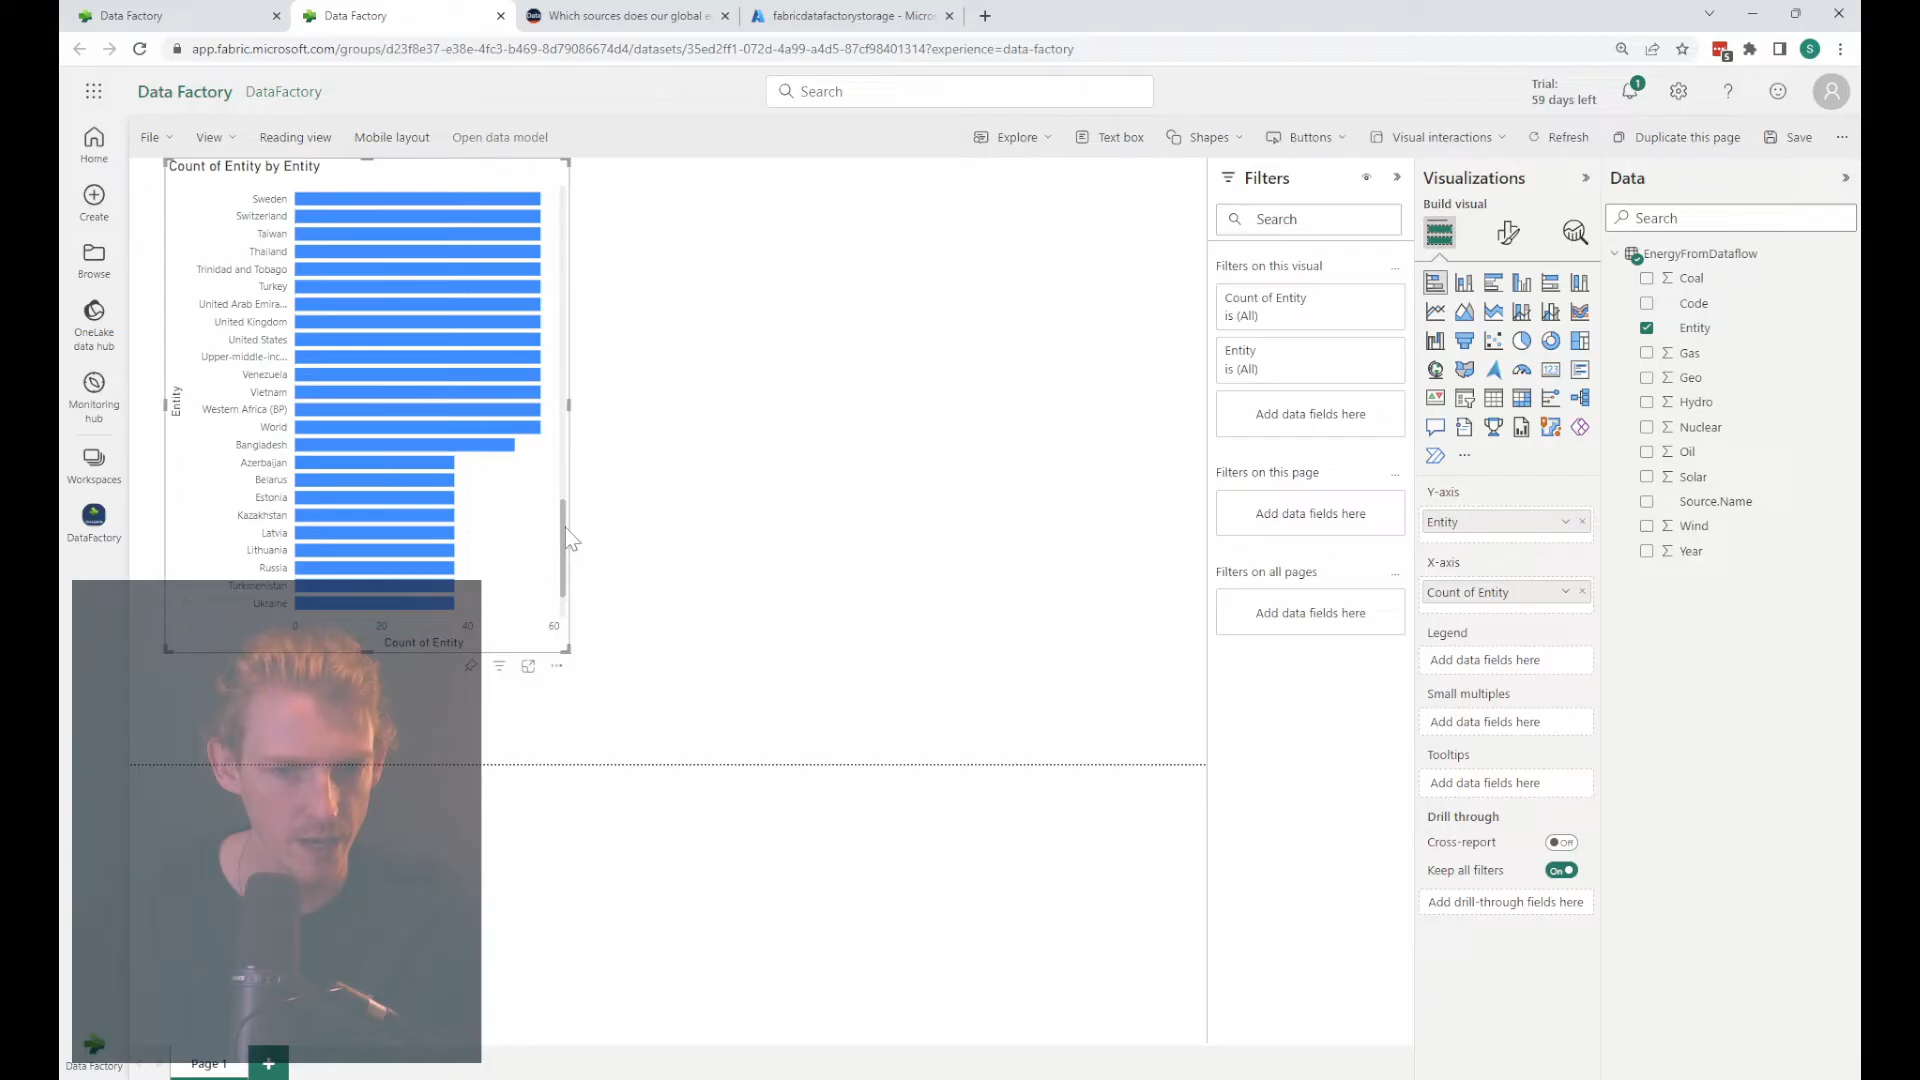 Data Factory
Data Factory
Which sources does our global e
fabricdatafactorystorage - Micro
app.fabric.microsoft.com/groups/d23f8e37-e38e-4fc3-b469-8d79086674d4/datasets/35ed2ff1-072d-4a99-a4d5-87cf98401314?experience=data-factory
S
S
Data Factory
DataFactory
Search
Trial:
59 days left
1
Home
Create
Browse
OneLake
data hub
Monitoring
hub
Workspaces
DataFactory
Data Factory
File
View
Reading view
Mobile layout
Open data model
Explore
Text box
Shapes
Buttons
Visual interactions
Refresh
Duplicate this page
Save
Count of Entity by Entity
Entity
Sweden
Switzerland
Taiwan
Thailand
Trinidad and Tobago
Turkey
United Arab Emira...
United Kingdom
United States
Upper-middle-inc...
Venezuela
Vietnam
Western Africa (BP)
World
Bangladesh
Azerbaijan
Belarus
Estonia
Kazakhstan
Latvia
Lithuania
Russia
Turkmenistan
Ukraine
0 20 40 60
Count of Entity
Page 1
Filters
Search
Filters on this visual
Count of Entity
is (All)
Entity
is (All)
Add data fields here
Filters on this page
Add data fields here
Filters on all pages
Add data fields here
Visualizations
Build visual
123
Y-axis
Entity
X-axis
Count of Entity
Legend
Add data fields here
Small multiples
Add data fields here
Tooltips
Add data fields here
Drill through
Cross-report
Off
Keep all filters
On
Add drill-through fields here
Data
Search
EnergyFromDataflow
Coal
Code
Entity
Gas
Geo
Hydro
Nuclear
Oil
Solar
Source.Name
Wind
Year